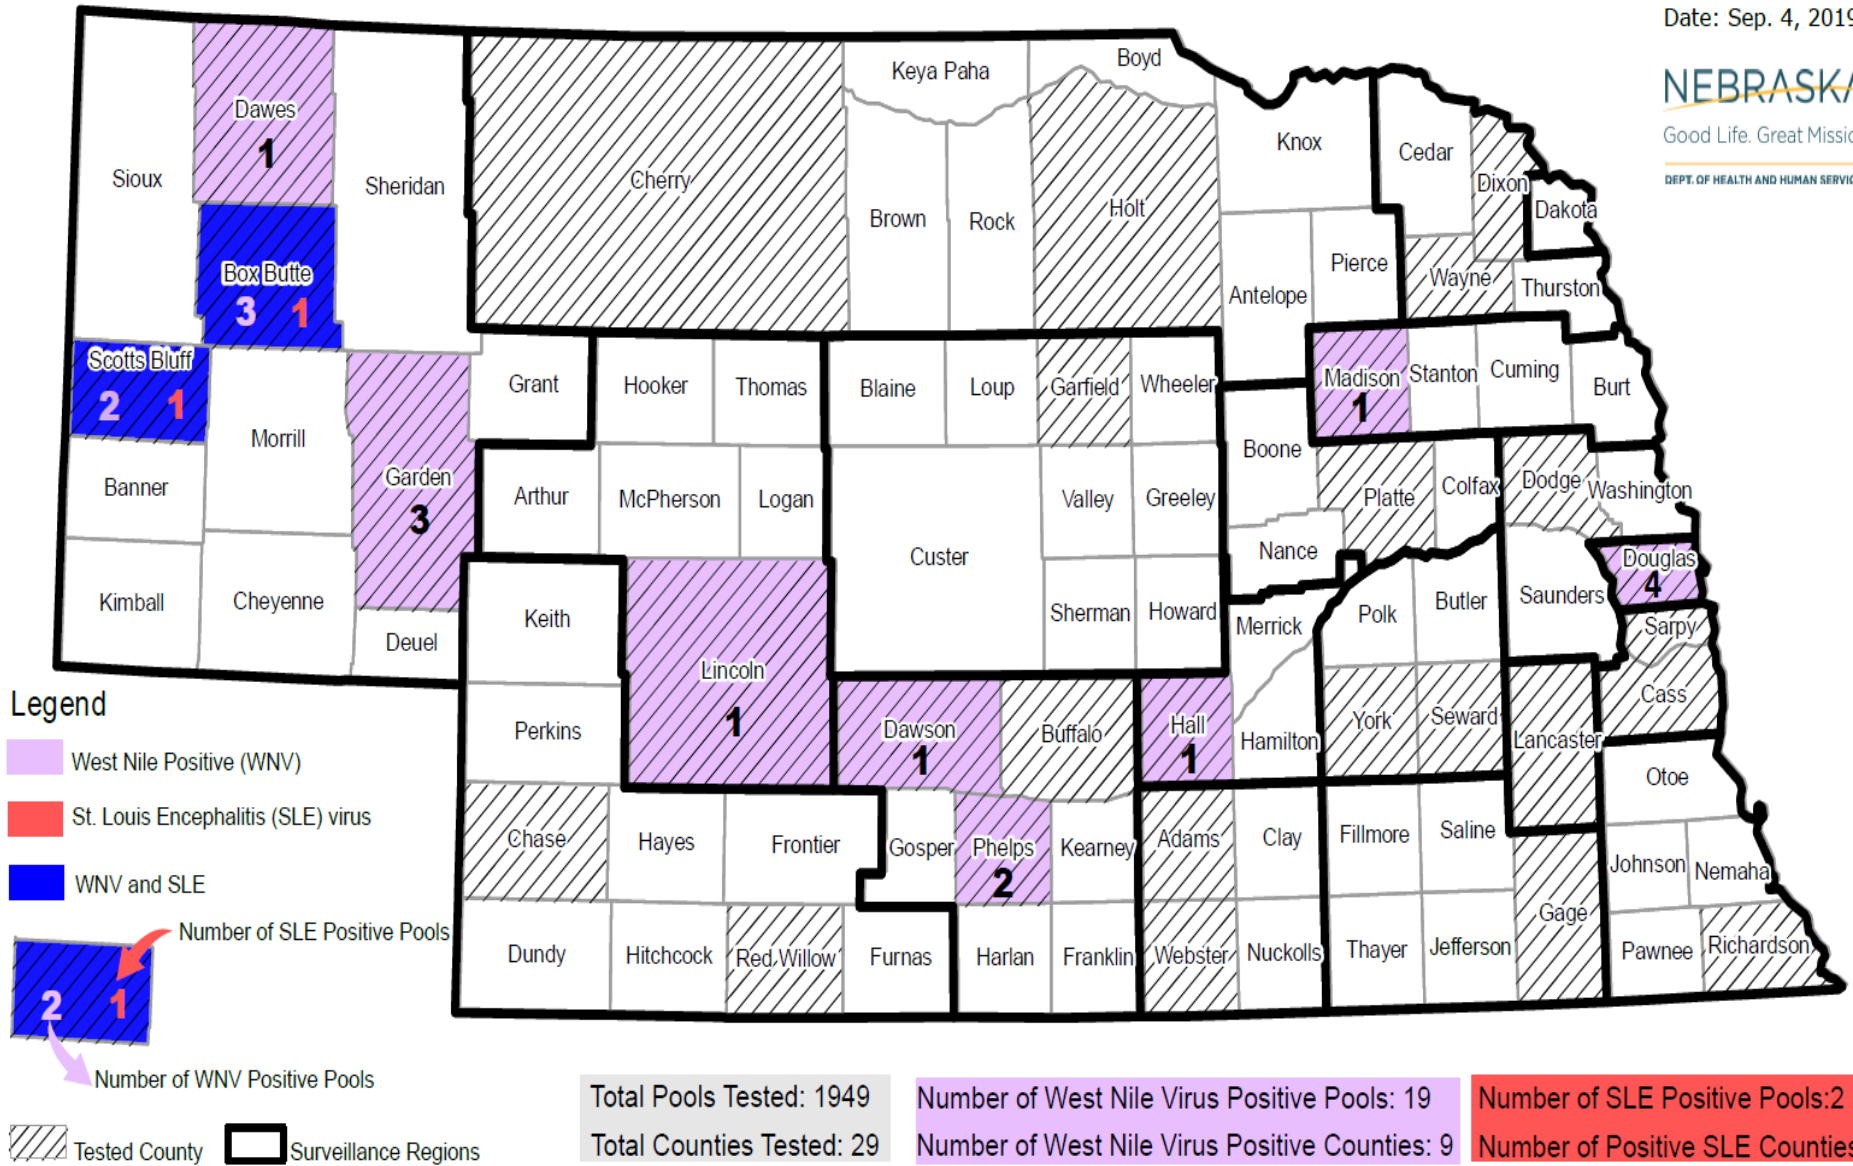 Date: Sep. 4, 2019
NEBRASKA
Good Life. Great Missio
DEPT. OF HEALTH AND HUMAN SERVIC
Sioux
Dawes
1
Sheridan
Cherry
Keya Paha
Boyd
Brown
Rock
Holt
Knox
Cedar
Dixon
Dakota
Box Butte
3 1
Antelope
Pierce
Wayne
Thurston
Scotts Bluff
2 1
Morrill
Garden
3
Grant
Hooker
Thomas
Blaine
Loup
Garfield
Wheeler
Madison
1
Stanton
Cuming
Burt
Banner
Arthur
McPherson
Logan
Custer
Valley
Greeley
Boone
Platte
Colfax
Dodge
Washington
Kimball
Cheyenne
Deuel
Keith
Lincoln
1
Sherman
Howard
Nance
Merrick
Polk
Butler
Saunders
Douglas
4
Sarpy
Cass
Perkins
Dawson
1
Buffalo
Hall
1
Hamilton
York
Seward
Lancaster
Otoe
Chase
Hayes
Frontier
Gosper
Phelps
2
Kearney
Adams
Clay
Fillmore
Saline
Johnson
Nemaha
Dundy
Hitchcock
Red Willow
Furnas
Harlan
Franklin
Webster
Nuckolls
Thayer
Jefferson
Gage
Pawnee
Richardson
Legend
West Nile Positive (WNV)
St. Louis Encephalitis (SLE) virus
WNV and SLE
Number of SLE Positive Pools
2 1
Number of WNV Positive Pools
Tested County
Surveillance Regions
Total Pools Tested: 1949
Total Counties Tested: 29
Number of West Nile Virus Positive Pools: 19
Number of West Nile Virus Positive Counties: 9
Number of SLE Positive Pools:2
Number of Positive SLE Counties